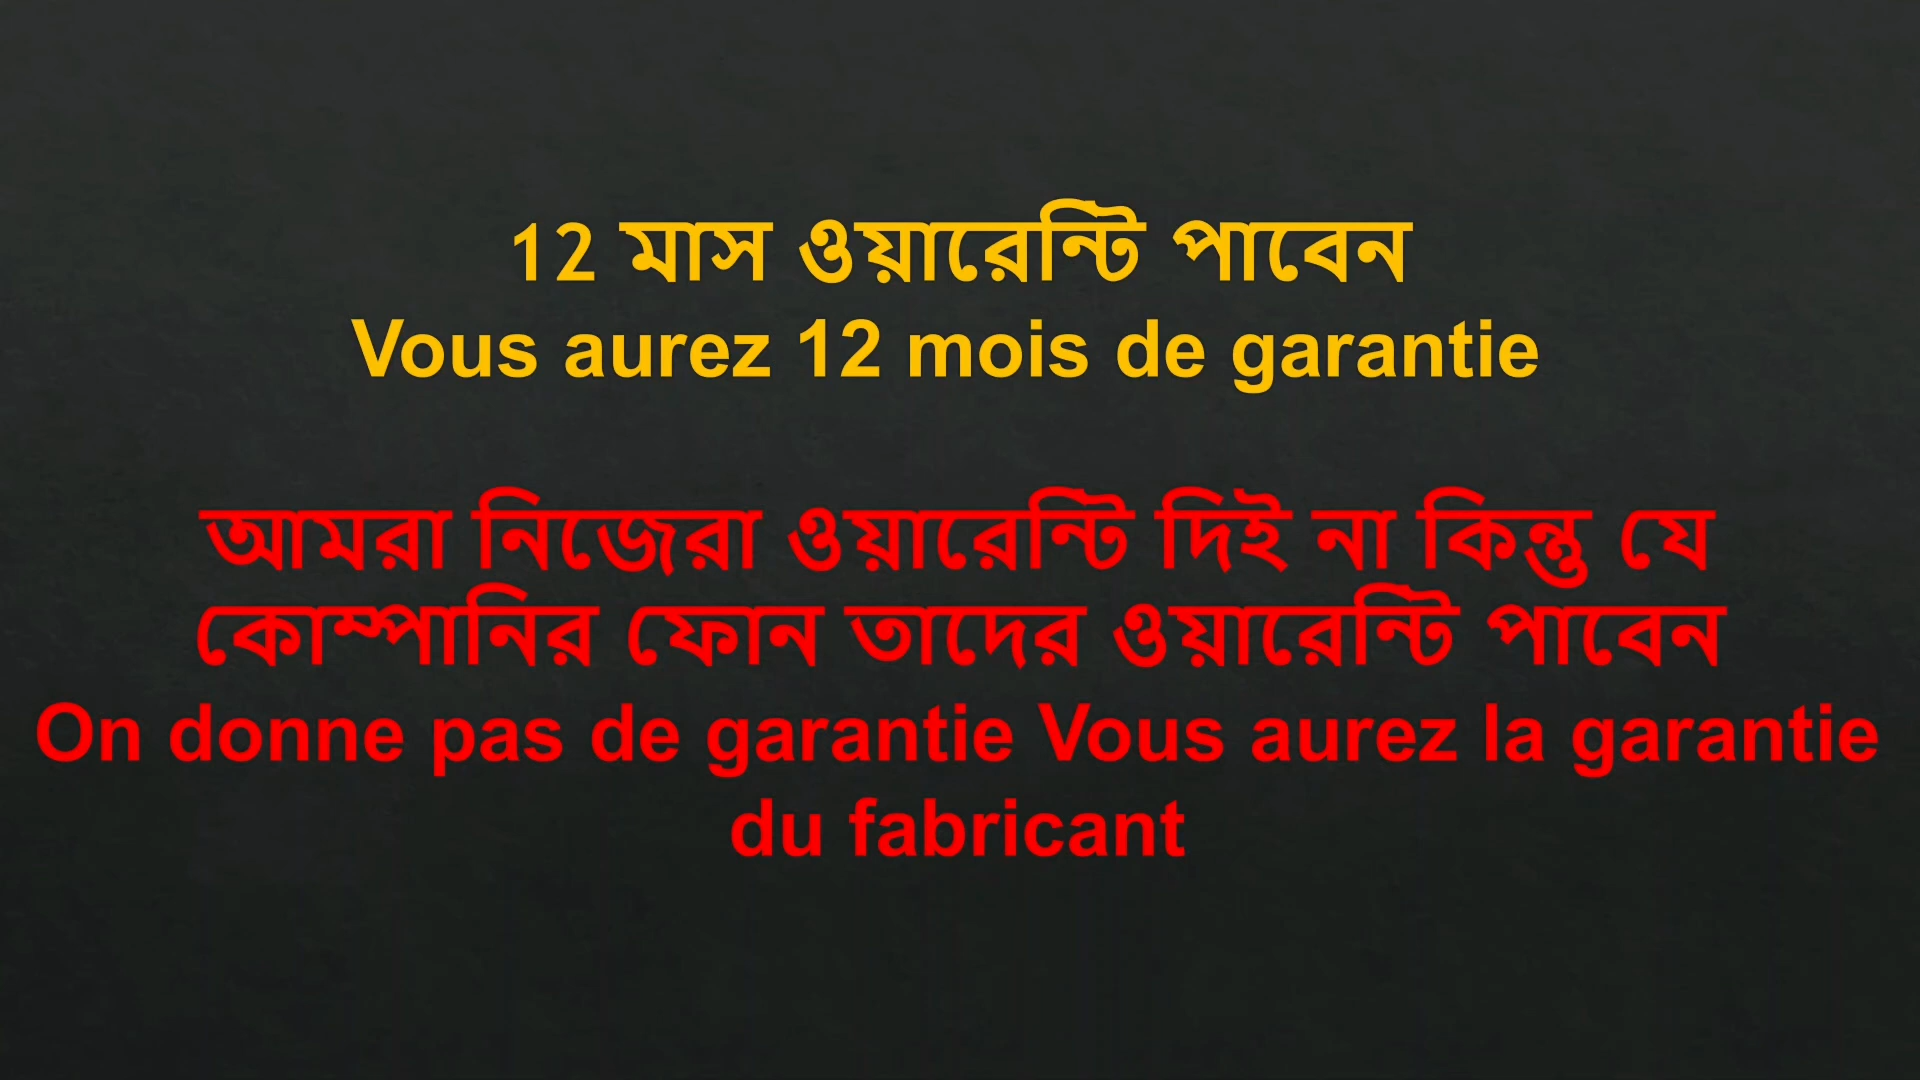 12 মাস ওয়ারেন্টি পাবেন
Vous aurez 12 mois de garantie
আমরা নিজেরা ওয়ারেন্টি দিই না কিন্তু যে
কোম্পানির ফোন তাদের ওয়ারেন্টি পাবেন
On donne pas de garantie Vous aurez la garantie
du fabricant